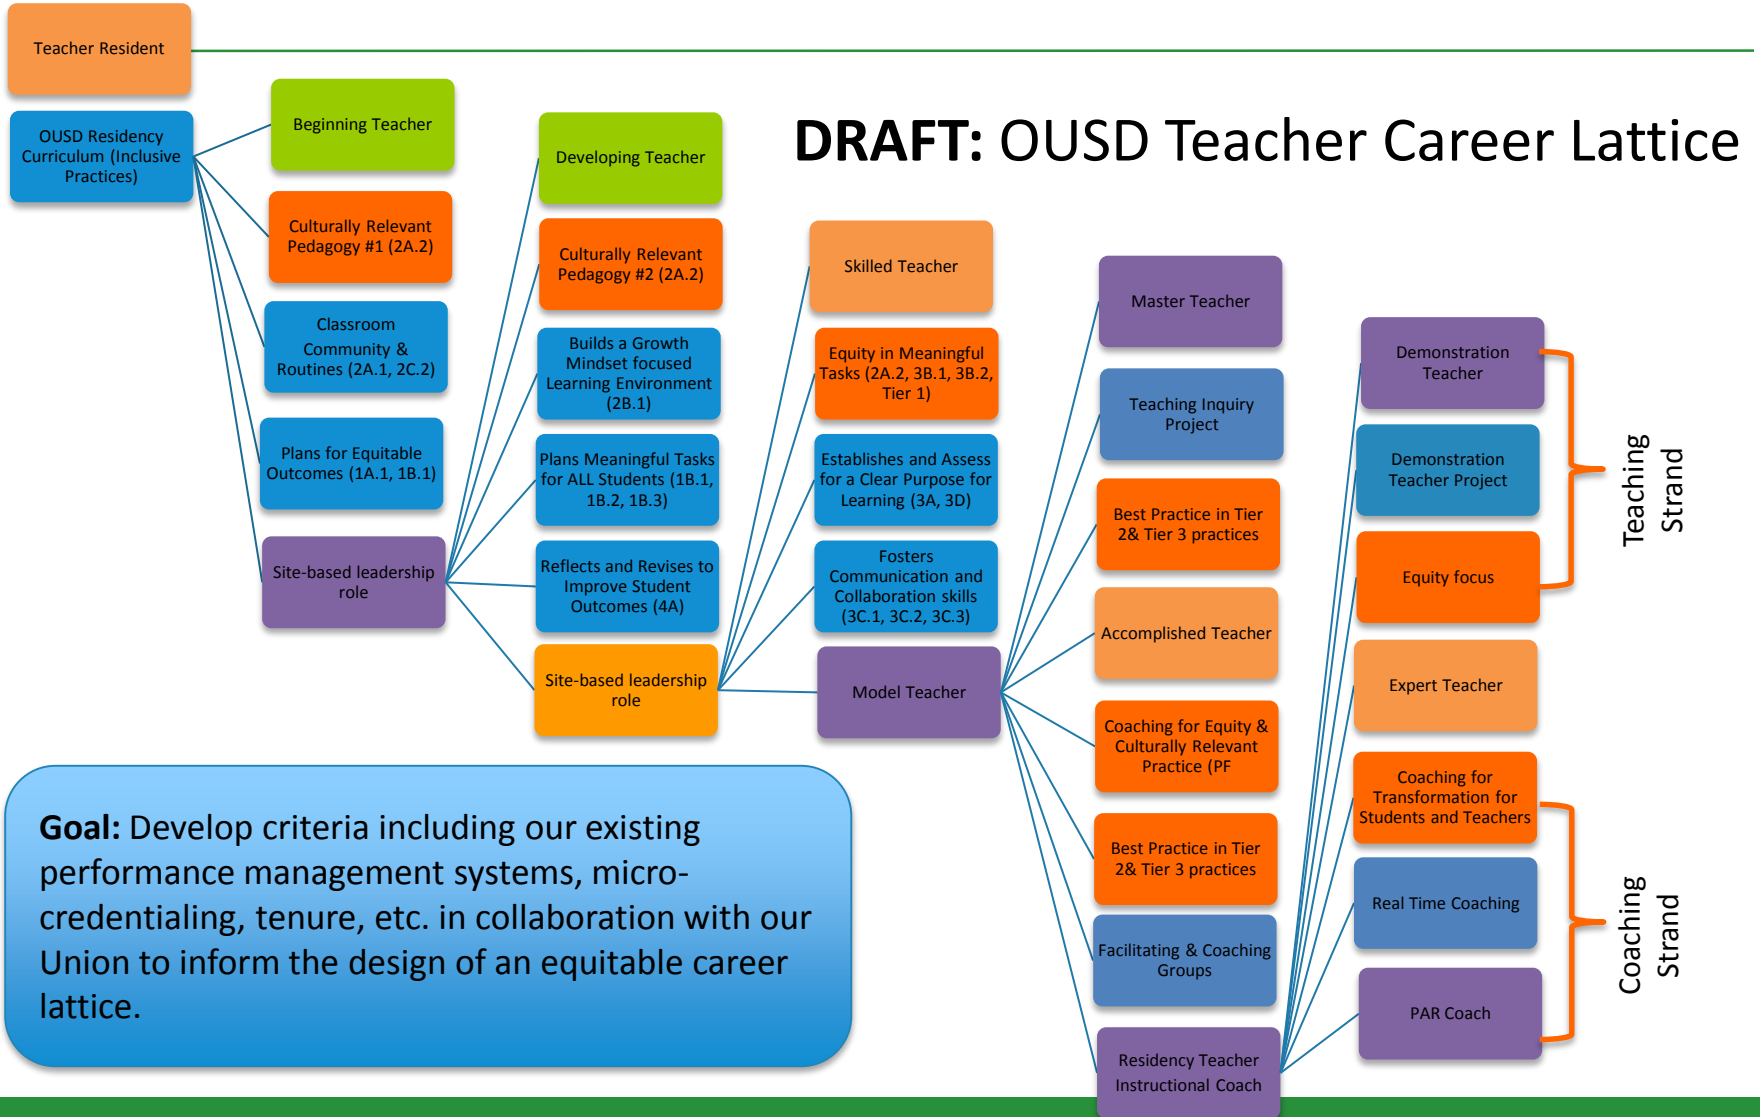 Teacher Resident
OUSD Residency
Curriculum (Inclusive
Practices)
Beginning Teacher
Culturally Relevant
Pedagogy #1 (2A.2)
Classroom
Community &
Routines (2A.1, 2C.2)
Plans for Equitable
Outcomes (1A.1, 1B.1)
Site-based leadership
role
Developing Teacher
Culturally Relevant
Pedagogy #2 (2A.2)
Builds a Growth
Mindset focused
Learning Environment
(2B.1)
Plans Meaningful Tasks
for ALL Students (1B.1,
1B.2, 1B.3)
Reflects and Revises to
Improve Student
Outcomes (4A)
Site-based leadership
role
DRAFT: OUSD Teacher Career Lattice
Skilled Teacher
Equity in Meaningful
Tasks (2A.2, 3B.1, 3B.2,
Tier 1)
Establishes and Assess
for a Clear Purpose for
Learning (3A, 3D)
Fosters
Communication and
Collaboration skills
(3C.1, 3C.2, 3C.3)
Model Teacher
Master Teacher
Teaching Inquiry
Project
Best Practice in Tier
2& Tier 3 practices
Accomplished Teacher
Coaching for Equity &
Culturally Relevant
Practice (PF
Best Practice in Tier
2& Tier 3 practices
Facilitating & Coaching
Groups
Residency Teacher
Instructional Coach
Demonstration
Teacher
Demonstration
Teacher Project
Equity focus
Expert Teacher
Coaching for
Transformation for
Students and Teachers
Real Time Coaching
PAR Coach
Teaching
Strand
Coaching
Strand
Goal: Develop criteria including our existing
performance management systems, micro-
credentialing, tenure, etc. in collaboration with our
Union to inform the design of an equitable career
lattice.